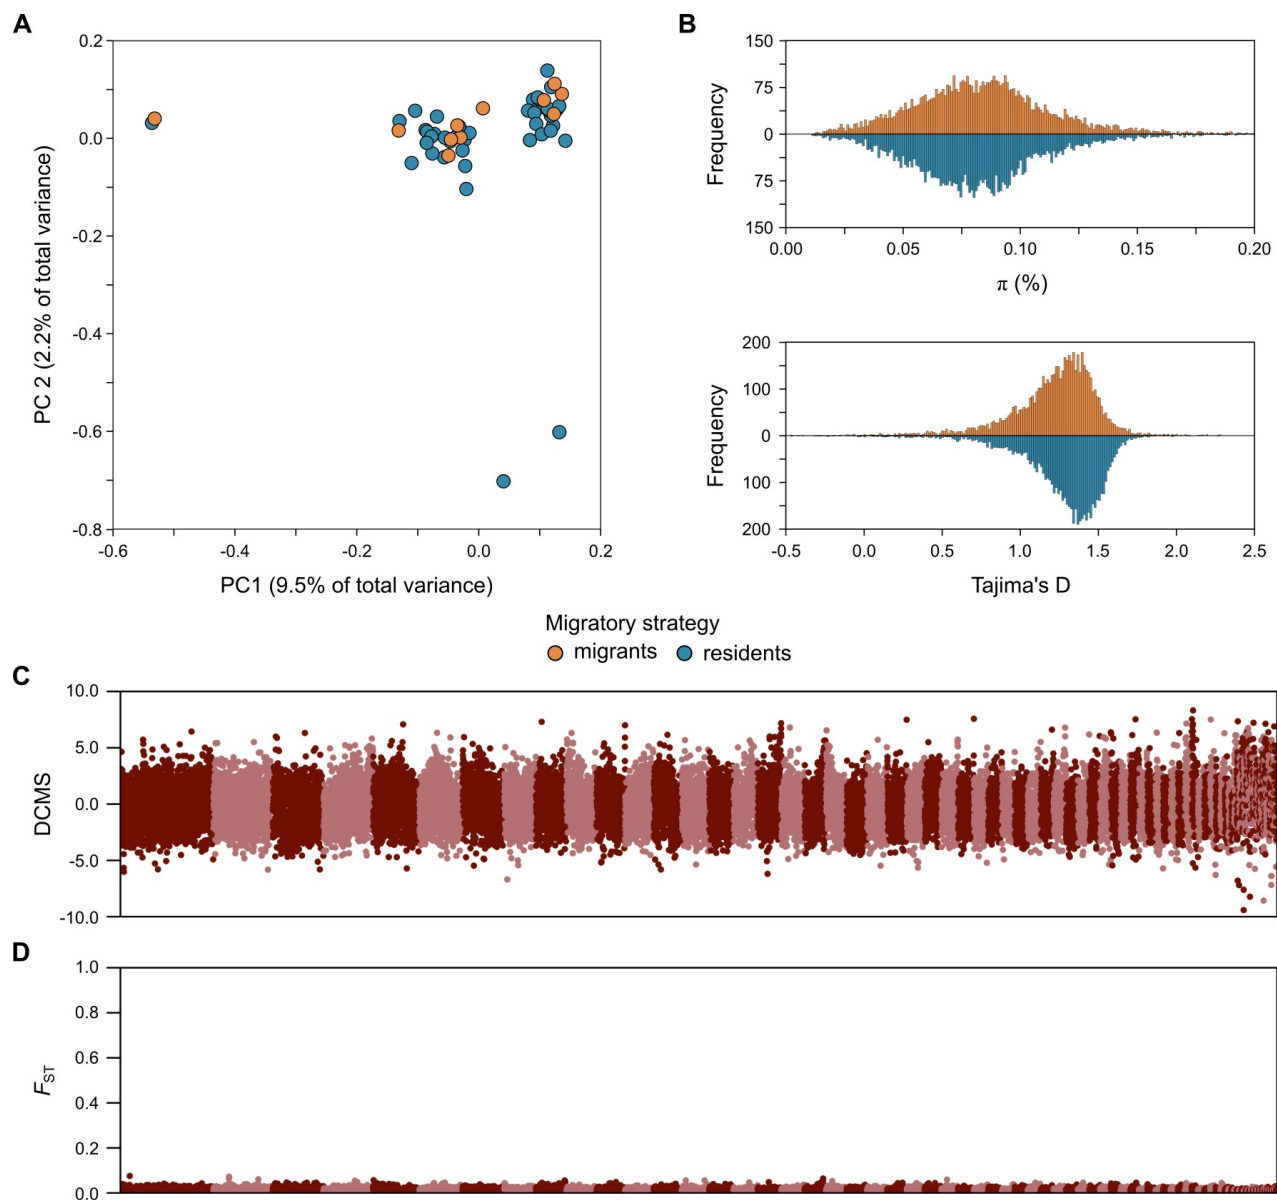 A
0.2
0.0
-0.2
-0.4
-0.6
-0.8
PC 2 (2.2% of total variance)
-0.6 -0.4 -0.2 0.0 0.2
PC1 (9.5% of total variance)
B
150
75
0
75
150
Frequency
0.00 0.05 0.10 0.15 0.20
π (%)
200
100
0
100
200
Frequency
-0.5 0.0 0.5 1.0 1.5 2.0 2.5
Tajima's D
Migratory strategy
migrants residents
C
10.0
5.0
0.0
-5.0
-10.0
DCMS
D
1.0
0.8
0.6
0.4
0.2
0.0
FST